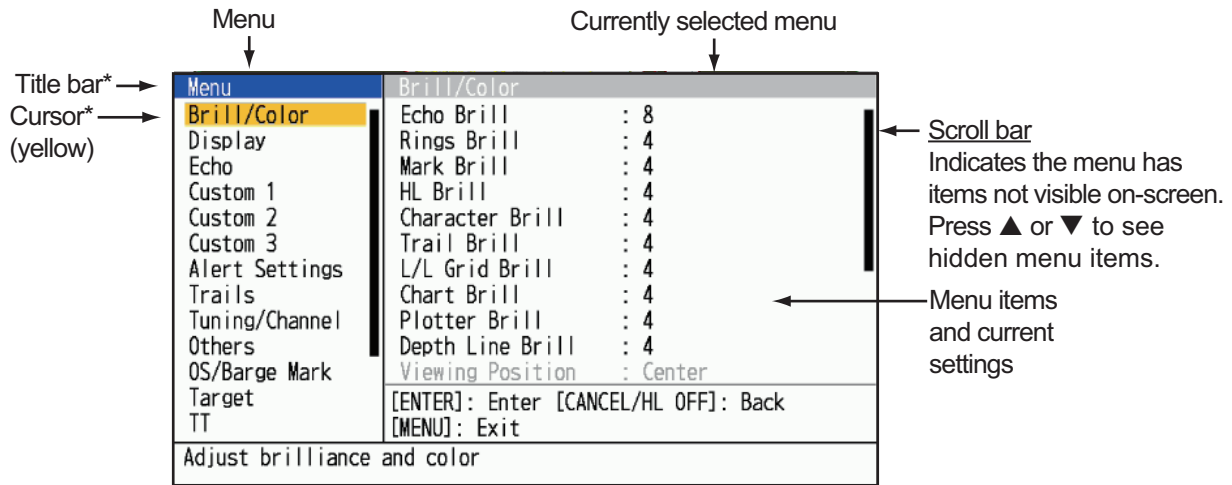 Menu
Currently selected menu
Title bar*
Cursor*
(yellow)
Menu
Brill/Color
Display
Echo
Custom 1
Custom 2
Custom 3
Alert Settings
Trails
Tuning/Channel
Others
OS/Barge Mark
Target
TT
Brill/Color
Echo Brill : 8
Rings Brill : 4
Mark Brill : 4
HL Brill : 4
Character Brill : 4
Trail Brill : 4
L/L Grid Brill : 4
Chart Brill : 4
Plotter Brill : 4
Depth Line Brill : 4
Viewing Position : Center
[ENTER]: Enter [CANCEL/HL OFF]: Back
[MENU]: Exit
Adjust brilliance and color
Scroll bar
Indicates the menu has
items not visible on-screen.
Press ▲ or ▼ to see
hidden menu items.
Menu items
and current
settings